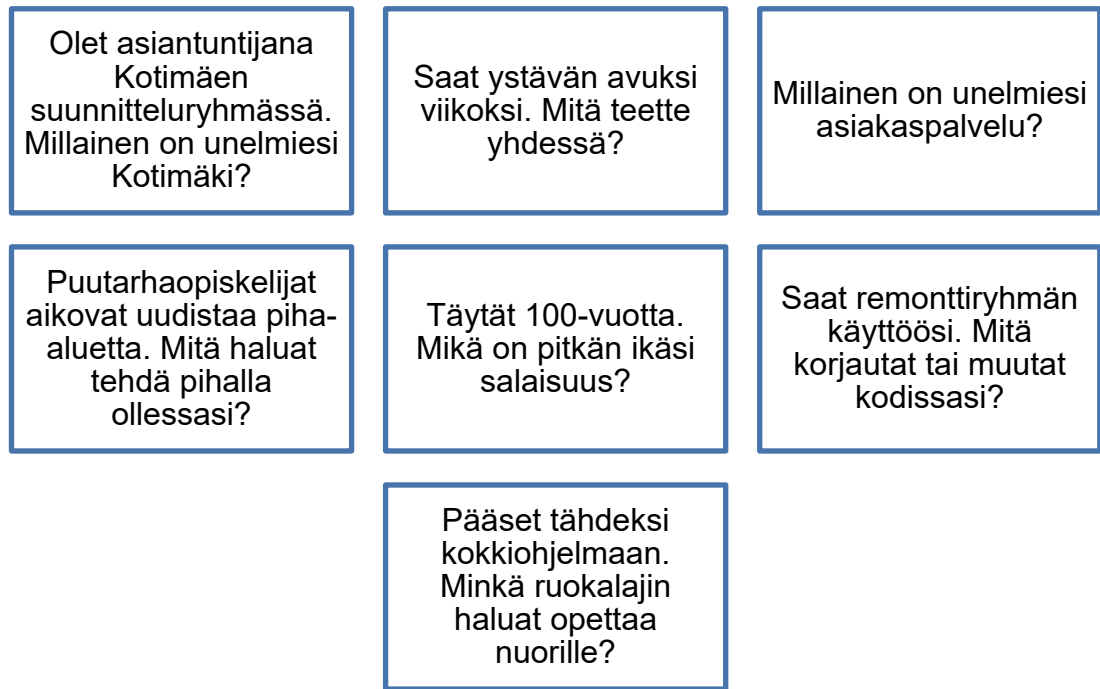 Olet asiantuntijana
Kotimäen
suunnitteluryhmässä.
Millainen on unelmiesi
Kotimäki?
Saat ystävän avuksi
viikoksi. Mitä teette
yhdessä?
Millainen on unelmiesi
asiakaspalvelu?
Puutarhaopiskelijat
aikovat uudistaa piha-
aluetta. Mitä haluat
tehdä pihalla
ollessasi?
Täytät 100-vuotta.
Mikä on pitkän ikäsi
salaisuus?
Saat remonttiryhmän
käyttöösi. Mitä
korjautat tai muutat
kodissasi?
Pääset tähdeksi
kokkiohjelmaan.
Minkä ruokalajin
haluat opettaa
nuorille?